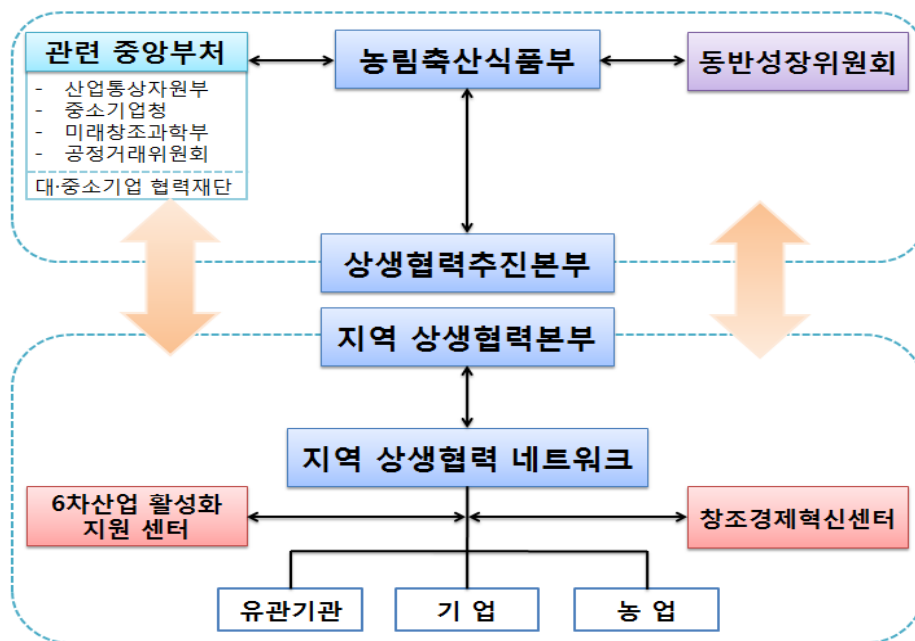 관련 중앙부처
농림축산식품부
동반성장위원회
- 산업통상자원부
- 중소기업청
- 미래창조과학부
- 공정거래위원회
대·중소기업 협력재단
상생협력추진본부
지역 상생협력본부
지역 상생협력 네트워크
6차산업 활성화
지원 센터
창조경제혁신센터
유관기관
기 업
농 업